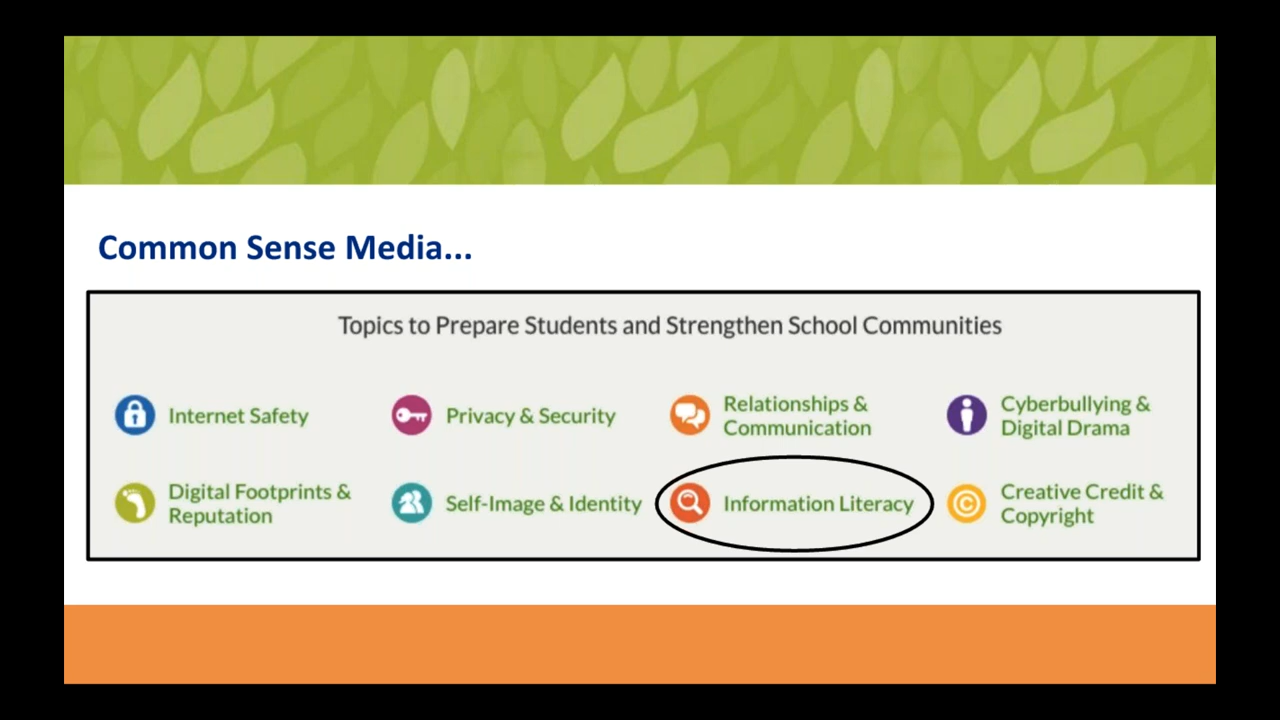 Common Sense Media...
Topics to Prepare Students and Strengthen School Communities
Internet Safety
Privacy & Security
Relationships &
Communication
Cyberbullying &
Digital Drama
Digital Footprints &
Reputation
Self-Image & Identity
Information Literacy
Creative Credit &
Copyright